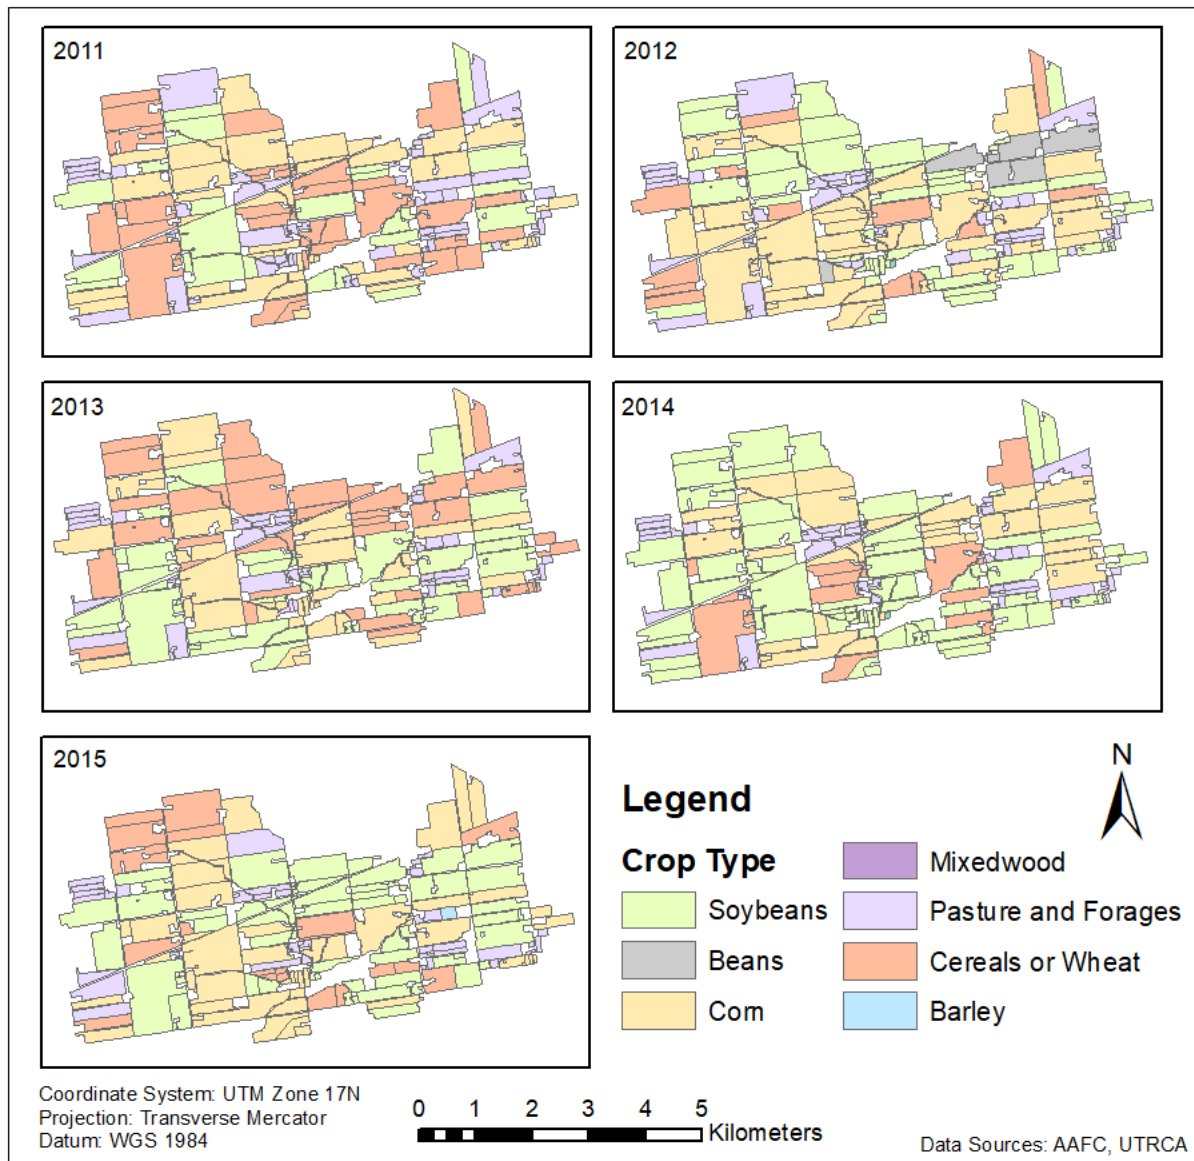 2011
2012
2013
2014
2015
N
Legend
Crop Type
Soybeans
Beans
Corn
Mixedwood
Pasture and Forages
Cereals or Wheat
Barley
Coordinate System: UTM Zone 17N
Projection: Transverse Mercator
Datum: WGS 1984
0 1 2 3 4 5
Kilometers
Data Sources: AAFC, UTRCA